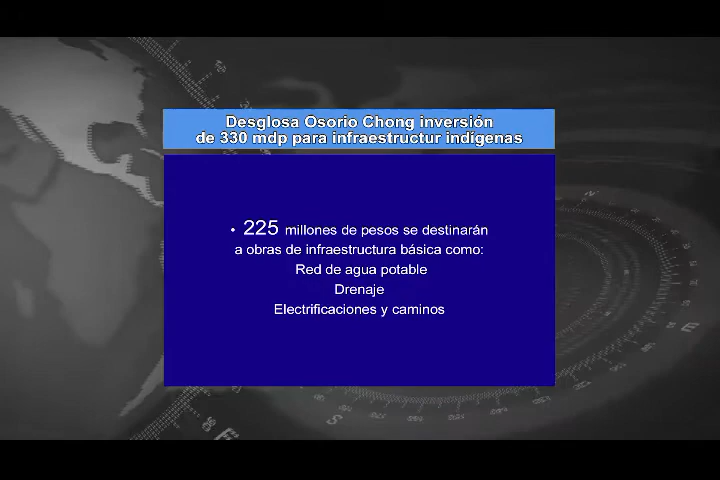 Desglosa Osorio Chong inversión
de 330 mdp para infraestructur indígenas
• 225 millones de pesos se destinarán
a obras de infraestructura básica como:
Red de agua potable
Drenaje
Electrificaciones y caminos
N
E
S